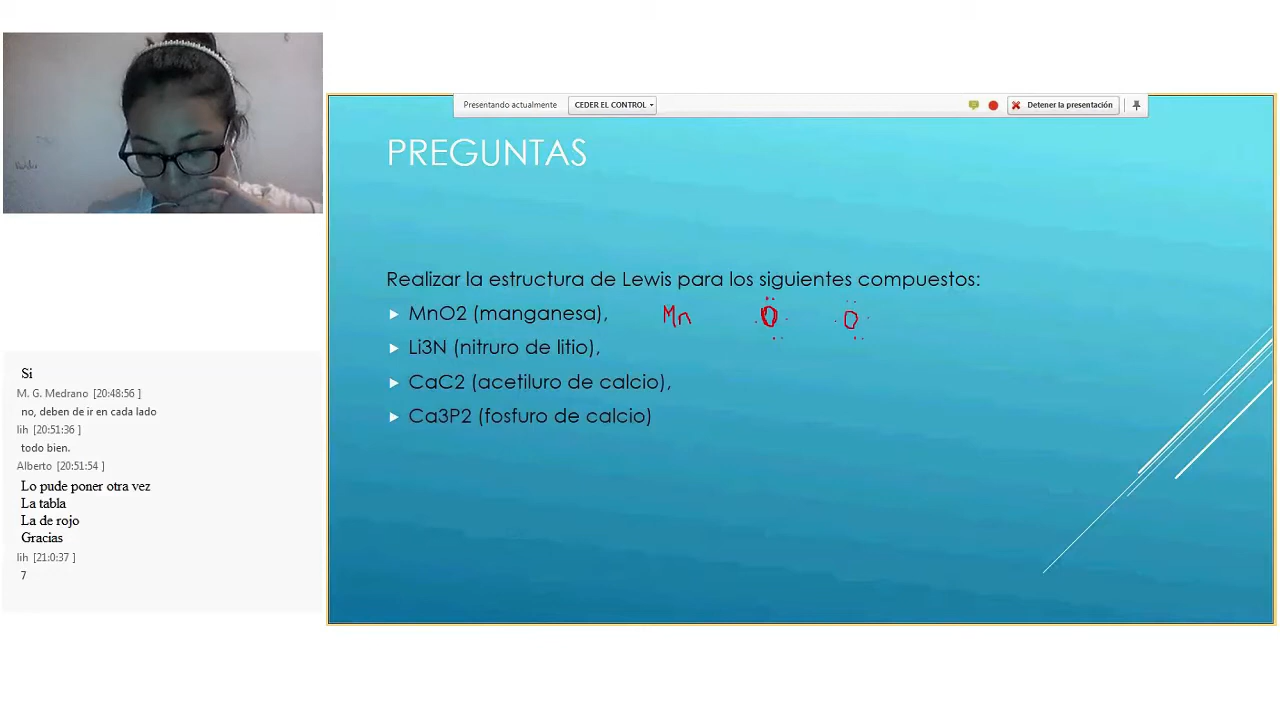 Presentando actualmente
CEDER EL CONTROL
Detener la presentación
PREGUNTAS
Realizar la estructura de Lewis para los siguientes compuestos:
MnO2 (manganesa), Mn O O
Li3N (nitruro de litio),
CaC2 (acetiluro de calcio),
Ca3P2 (fosfuro de calcio)
Si
M. G. Medrano [20:48:56 ]
no, deben de ir en cada lado
lih [20:51:36 ]
todo bien.
Alberto [20:51:54 ]
Lo pude poner otra vez
La tabla
La de rojo
Gracias
lih [21:0:37 ]
7